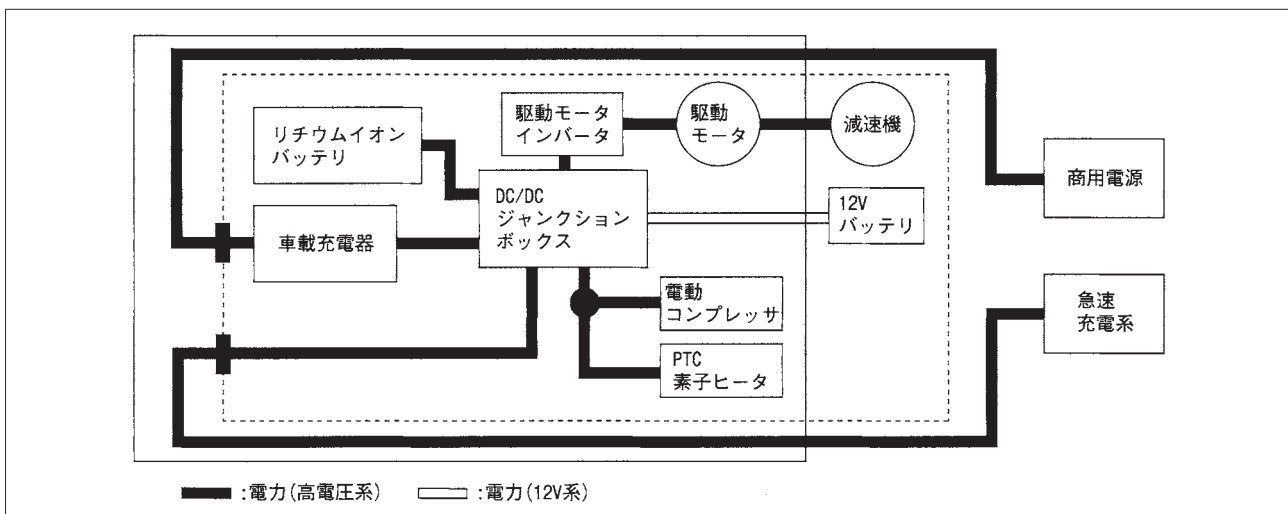 リチウムイオン
バッテリ
駆動モータ
インバータ
駆動
モータ
減速機
商用電源
DC/DC
ジャンクション
ボックス
12V
バッテリ
車載充電器
電動
コンプレッサ
急速
充電系
PTC
素子ヒータ
:電力(高電圧系)
:電力(12V系)